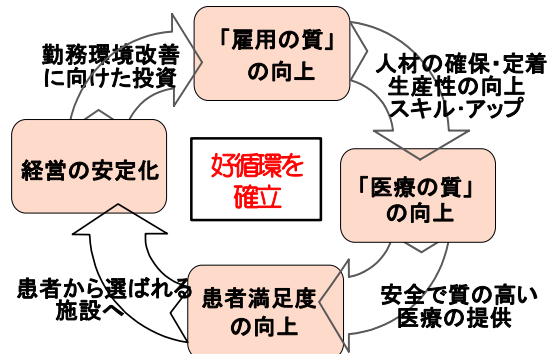 「雇用の質」
の向上
人材の確保・定着
生産性の向上
スキル・アップ
「医療の質」
の向上
安全で質の高い
医療の提供
患者満足度
の向上
患者から選ばれる
施設へ
経営の安定化
勤務環境改善
に向けた投資
好循環を
確立